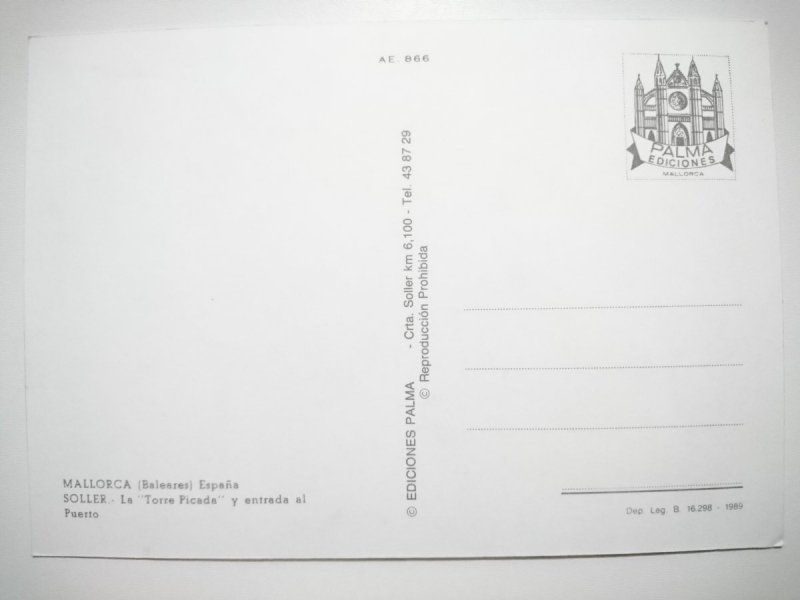 AE. 866
PALMA
EDICIONES
MALLORCA
© EDICIONES PALMA - Crta. Soller km 6,100 - Tel. 43 87 29
© Reproducción Prohibida
MALLORCA (Baleares) España
SOLLER.- La "Torre Picada" y entrada al
Puerto
Dep. Leg. B. 16.298 - 1989